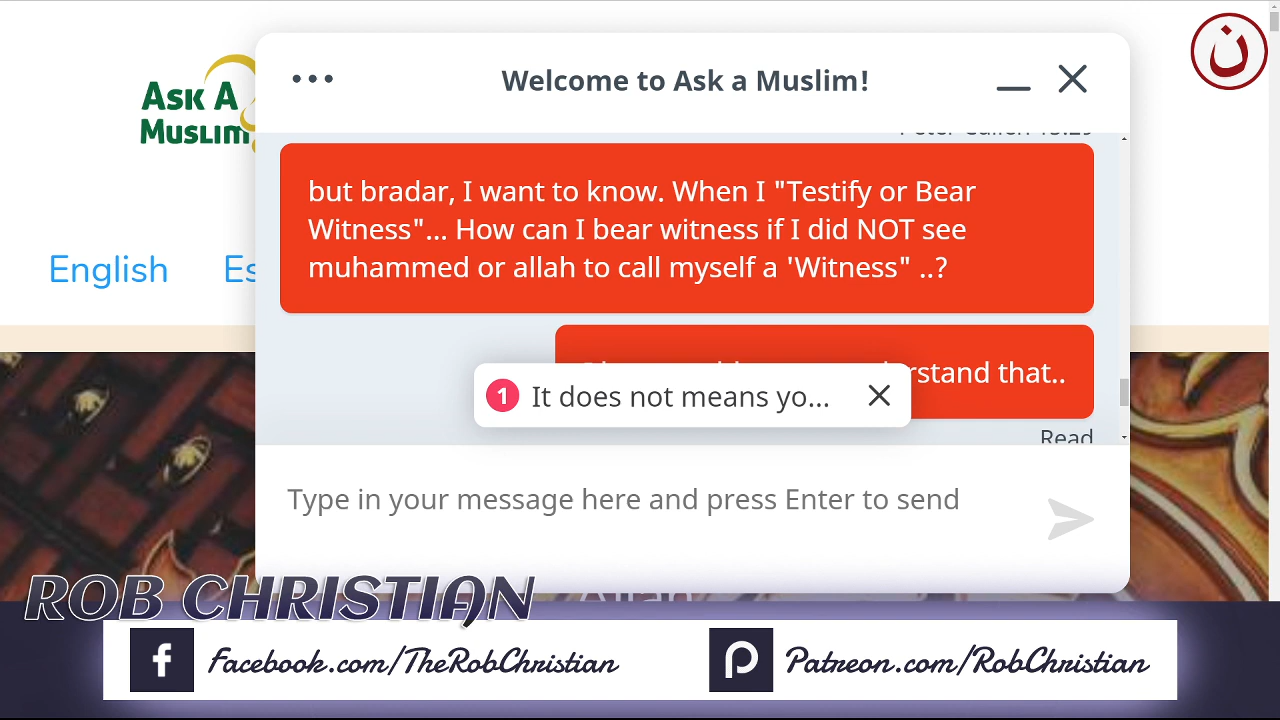 ن
ASK A
MUSLIM
Welcome to Ask a Muslim!
but bradar, I want to know. When I "Testify or Bear
Witness"... How can I bear witness if I did NOT see
muhammed or allah to call myself a 'Witness" ..?
English
that..
1 It does not means yo...
Read
Type in your message here and press Enter to send
Allah
ROB CHRISTIAN
Facebook.com/TheRobChristian
Patreon.com/RobChristian